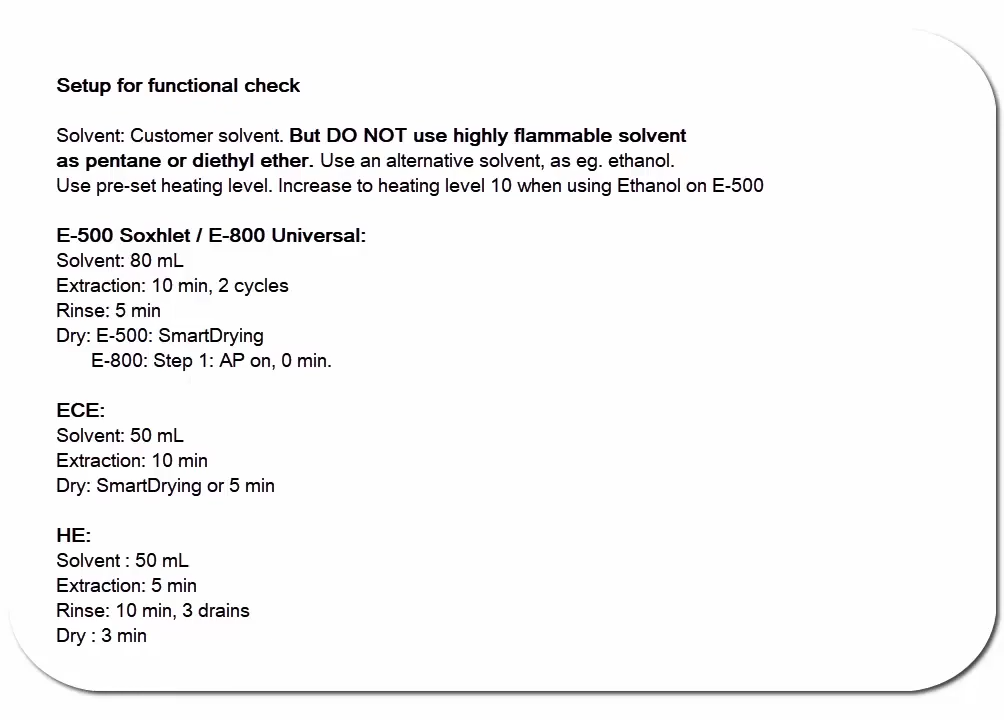 Setup for functional check
Solvent: Customer solvent. But DO NOT use highly flammable solvent
as pentane or diethyl ether. Use an alternative solvent, as eg. ethanol.
Use pre-set heating level. Increase to heating level 10 when using Ethanol on E-500
E-500 Soxhlet / E-800 Universal:
Solvent: 80 mL
Extraction: 10 min, 2 cycles
Rinse: 5 min
Dry: E-500: SmartDrying
E-800: Step 1: AP on, 0 min.
ECE:
Solvent: 50 mL
Extraction: 10 min
Dry: SmartDrying or 5 min
HE:
Solvent : 50 mL
Extraction: 5 min
Rinse: 10 min, 3 drains
Dry : 3 min